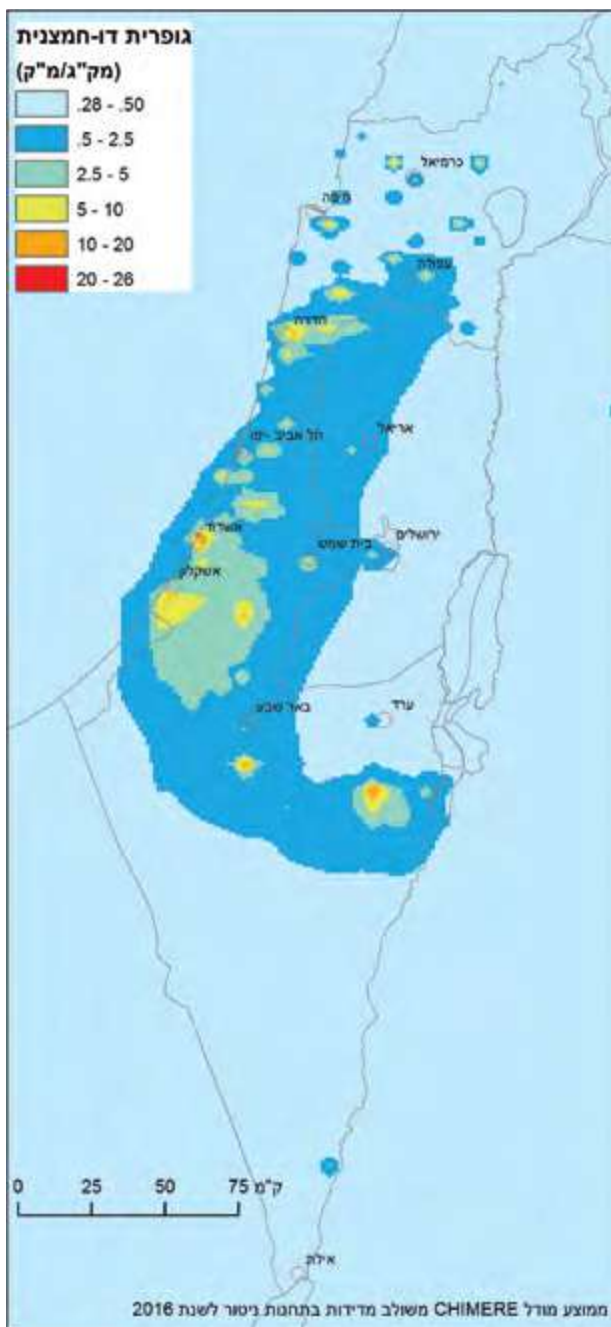 גופרית דו-חמצנית
(מק"ג/מ"ק)
.28 - .50
.5 - 2.5
2.5 - 5
5 - 10
10 - 20
20 - 26
כרמיאל
חיפה
עפולה
חדרה
אריאל
תל אביב -יפו
ירושלים
בית שמש
אשדוד
אשקלון
ערד
באר שבע
0 25 50 75 ק"מ
אילת
ממוצע מודל CHIMERE משולב מדידות בתחנות ניטור לשנת 2016